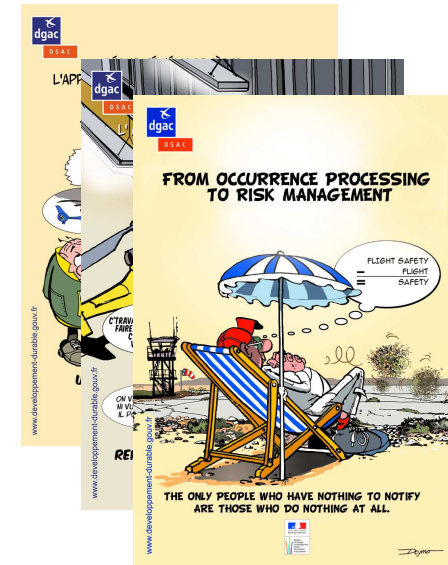 dgac
DSAC
L'APP
www.developpement-durable.gouv.fr
dgac
DSAC
C'TRAV
FAIRE
ON V
NI VU
IL P
www.developpement-durable.gouv.fr
dgac
DSAC
FROM OCCURRENCE PROCESSING
TO RISK MANAGEMENT
FLIGHT SAFETY
– FLIGHT
= SAFETY
www.developpement-durable.gouv.fr
THE ONLY PEOPLE WHO HAVE NOTHING TO NOTIFY
ARE THOSE WHO DO NOTHING AT ALL.